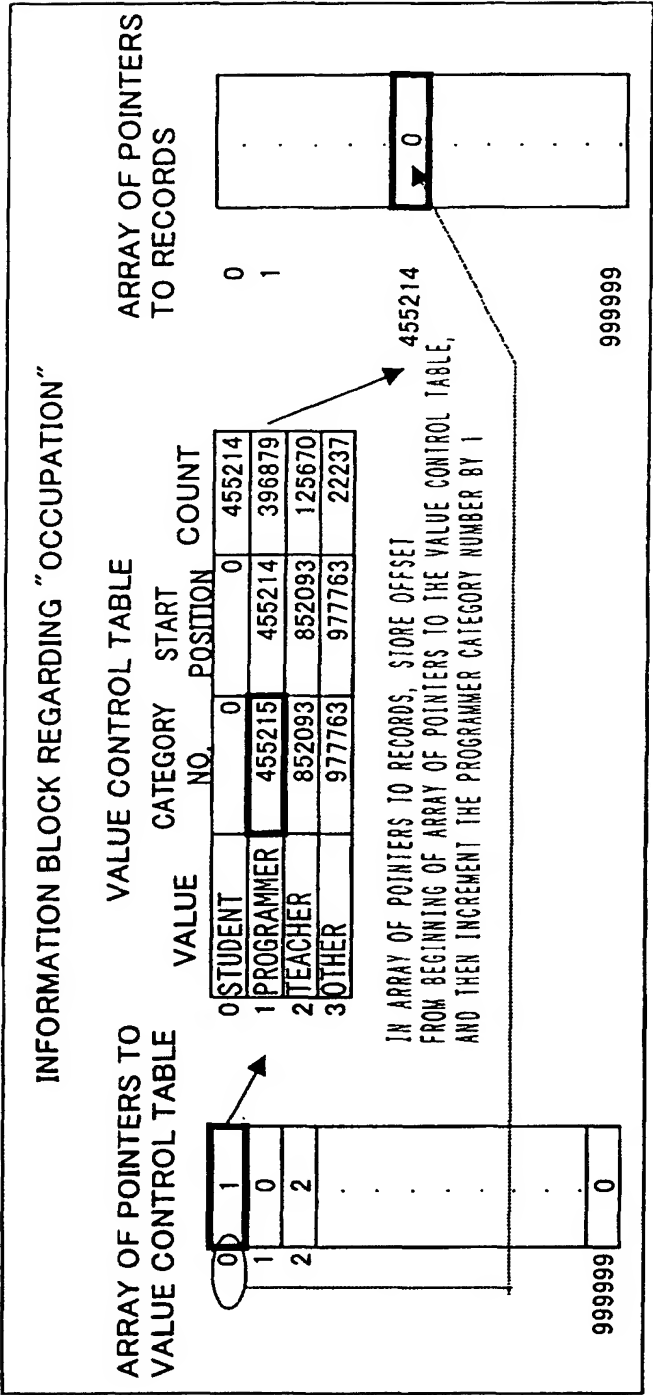 INFORMATION BLOCK REGARDING "OCCUPATION"
ARRAY OF POINTERS TO
VALUE CONTROL TABLE
0 1
1 0
2 2
999999 0
VALUE CONTROL TABLE
VALUE CATEGORY NO. START POSITION COUNT
0 STUDENT 0 0 455214
1 PROGRAMMER 455215 455214 396879
2 TEACHER 852093 852093 125670
3 OTHER 977763 977763 22237
IN ARRAY OF POINTERS TO RECORDS, STORE OFFSET
FROM BEGINNING OF ARRAY OF POINTERS TO THE VALUE CONTROL TABLE,
AND THEN INCREMENT THE PROGRAMMER CATEGORY NUMBER BY 1
ARRAY OF POINTERS
TO RECORDS
0
1
455214 0
999999